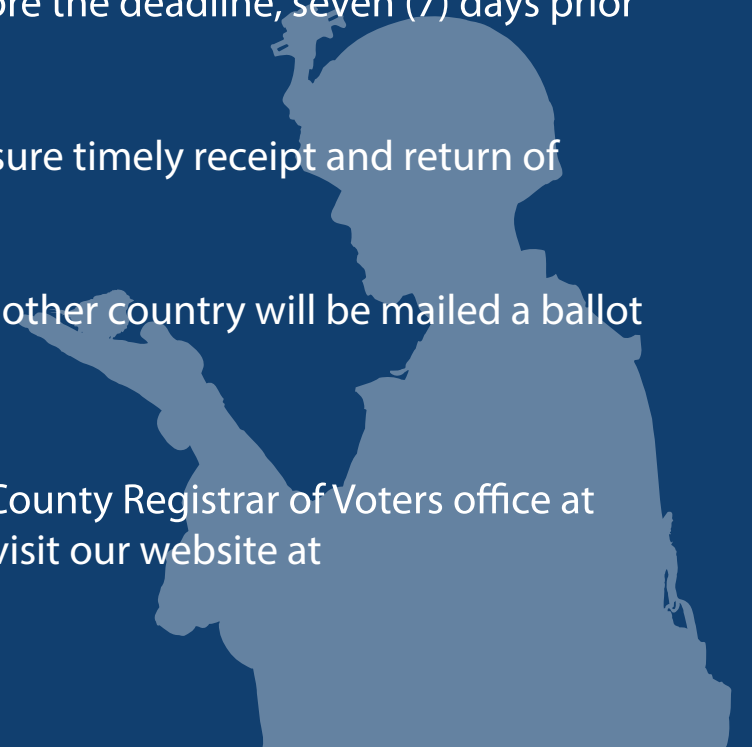 ore the deadline, seven (7) days prior
sure timely receipt and return of
other country will be mailed a ballot
County Registrar of Voters office at
visit our website at